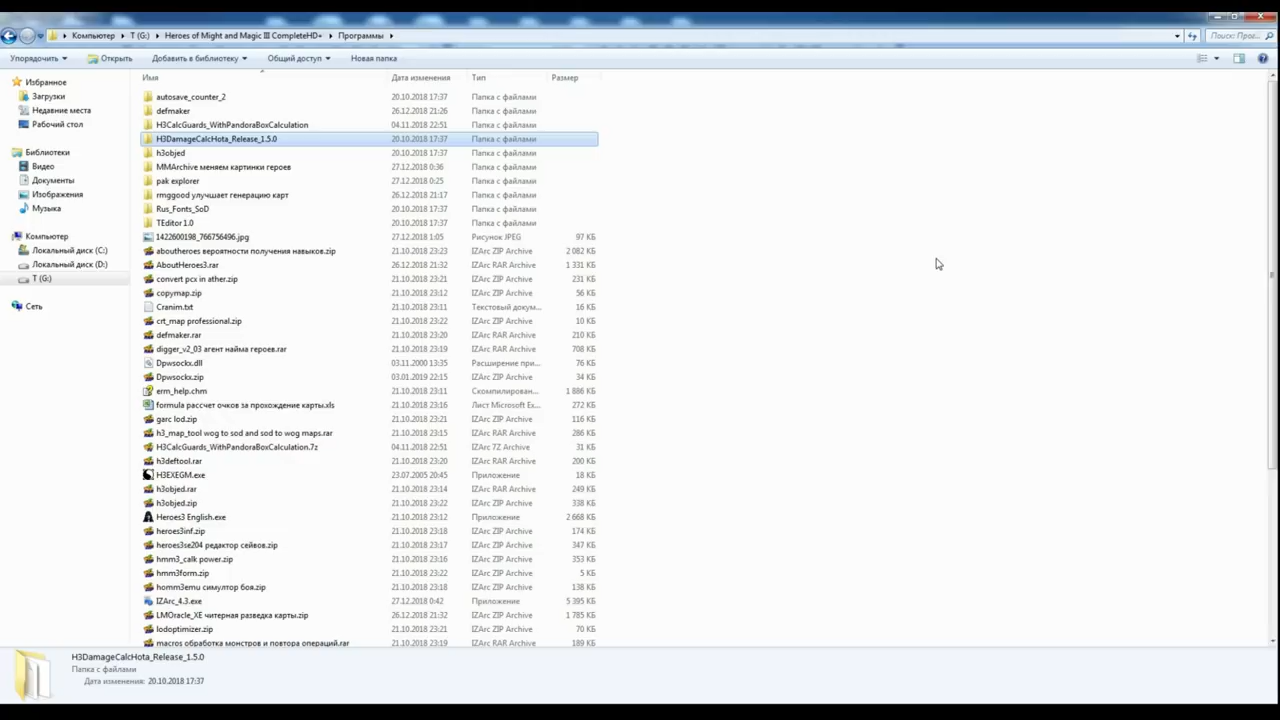 Компьютер ▸ T (G:) ▸ Heroes of Might and Magic III CompleteHD+ ▸ Программы ▸
Поиск: Прог...
Упорядочить Открыть Добавить в библиотеку Общий доступ Новая папка
Избранное
Загрузки
Недавние места
Рабочий стол
Библиотеки
Видео
Документы
Изображения
Музыка
Компьютер
Локальный диск (C:)
Локальный диск (D:)
T (G:)
Сеть
Имя Дата изменения Тип Размер
autosave_counter_2 20.10.2018 17:37 Папка с файлами
defmaker 26.12.2018 21:26 Папка с файлами
H3CalcGuards_WithPandoraBoxCalculation 04.11.2018 22:51 Папка с файлами
H3DamageCalcHota_Release_1.5.0 20.10.2018 17:37 Папка с файлами
h3objed 20.10.2018 17:37 Папка с файлами
MMArchive меняем картинки героев 27.12.2018 0:36 Папка с файлами
pak explorer 27.12.2018 0:25 Папка с файлами
rmggood улучшает генерацию карт 26.12.2018 21:17 Папка с файлами
Rus_Fonts_SoD 20.10.2018 17:37 Папка с файлами
TEditor1.0 20.10.2018 17:37 Папка с файлами
1422600198_766756496.jpg 27.12.2018 1:05 Рисунок JPEG 97 КБ
aboutheroes вероятности получения навыков.zip 21.10.2018 23:23 IZArc ZIP Archive 2 082 КБ
AboutHeroes3.rar 26.12.2018 21:32 IZArc RAR Archive 1 331 КБ
convert pcx in ather.zip 21.10.2018 23:21 IZArc ZIP Archive 231 КБ
copymap.zip 21.10.2018 23:12 IZArc ZIP Archive 56 КБ
Cranim.txt 21.10.2018 23:11 Текстовый докум... 16 КБ
crt_map professional.zip 21.10.2018 23:22 IZArc ZIP Archive 10 КБ
defmaker.rar 21.10.2018 23:20 IZArc RAR Archive 210 КБ
digger_v2_03 агент найма героев.rar 21.10.2018 23:19 IZArc RAR Archive 708 КБ
Dpwsockx.dll 03.11.2000 13:35 Расширение при... 76 КБ
Dpwsockx.zip 03.01.2019 22:15 IZArc ZIP Archive 34 КБ
erm_help.chm 21.10.2018 23:11 Скомпилирован... 1 886 КБ
formula рассчет очков за прохождение карты.xls 21.10.2018 23:16 Лист Microsoft Ex... 272 КБ
garc lod.zip 21.10.2018 23:21 IZArc ZIP Archive 116 КБ
h3_map_tool wog to sod and sod to wog maps.rar 21.10.2018 23:15 IZArc RAR Archive 286 КБ
H3CalcGuards_WithPandoraBoxCalculation.7z 04.11.2018 22:51 IZArc 7Z Archive 31 КБ
h3deftool.rar 21.10.2018 23:20 IZArc RAR Archive 200 КБ
H3EXEGM.exe 23.07.2005 20:45 Приложение 18 КБ
h3objed.rar 21.10.2018 23:14 IZArc RAR Archive 249 КБ
h3objed.zip 21.10.2018 23:22 IZArc ZIP Archive 338 КБ
Heroes3 English.exe 21.10.2018 23:12 Приложение 2 668 КБ
heroes3inf.zip 21.10.2018 23:18 IZArc ZIP Archive 174 КБ
heroes3se204 редактор сейвов.zip 21.10.2018 23:17 IZArc ZIP Archive 347 КБ
hmm3_calk power.zip 21.10.2018 23:16 IZArc ZIP Archive 353 КБ
hmm3form.zip 21.10.2018 23:22 IZArc ZIP Archive 5 КБ
homm3emu симултор боя.zip 21.10.2018 23:18 IZArc ZIP Archive 138 КБ
IZArc_4.3.exe 27.12.2018 0:42 Приложение 5 395 КБ
LMOracle_XE читерная разведка карты.zip 26.12.2018 21:32 IZArc ZIP Archive 1 785 КБ
lodoptimizer.zip 21.10.2018 23:21 IZArc ZIP Archive 70 КБ
macros обработка монстров и повтора операций.rar 21.10.2018 23:19 IZArc RAR Archive 189 КБ
H3DamageCalcHota_Release_1.5.0
Папка с файлами
Дата изменения: 20.10.2018 17:37